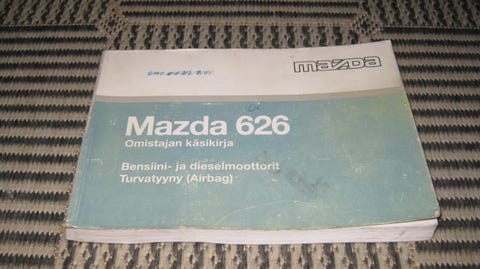 mazda
Mazda 626
Omistajan käsikirja
Bensiini- ja dieselmoottorit
Turvatyyny (Airbag)